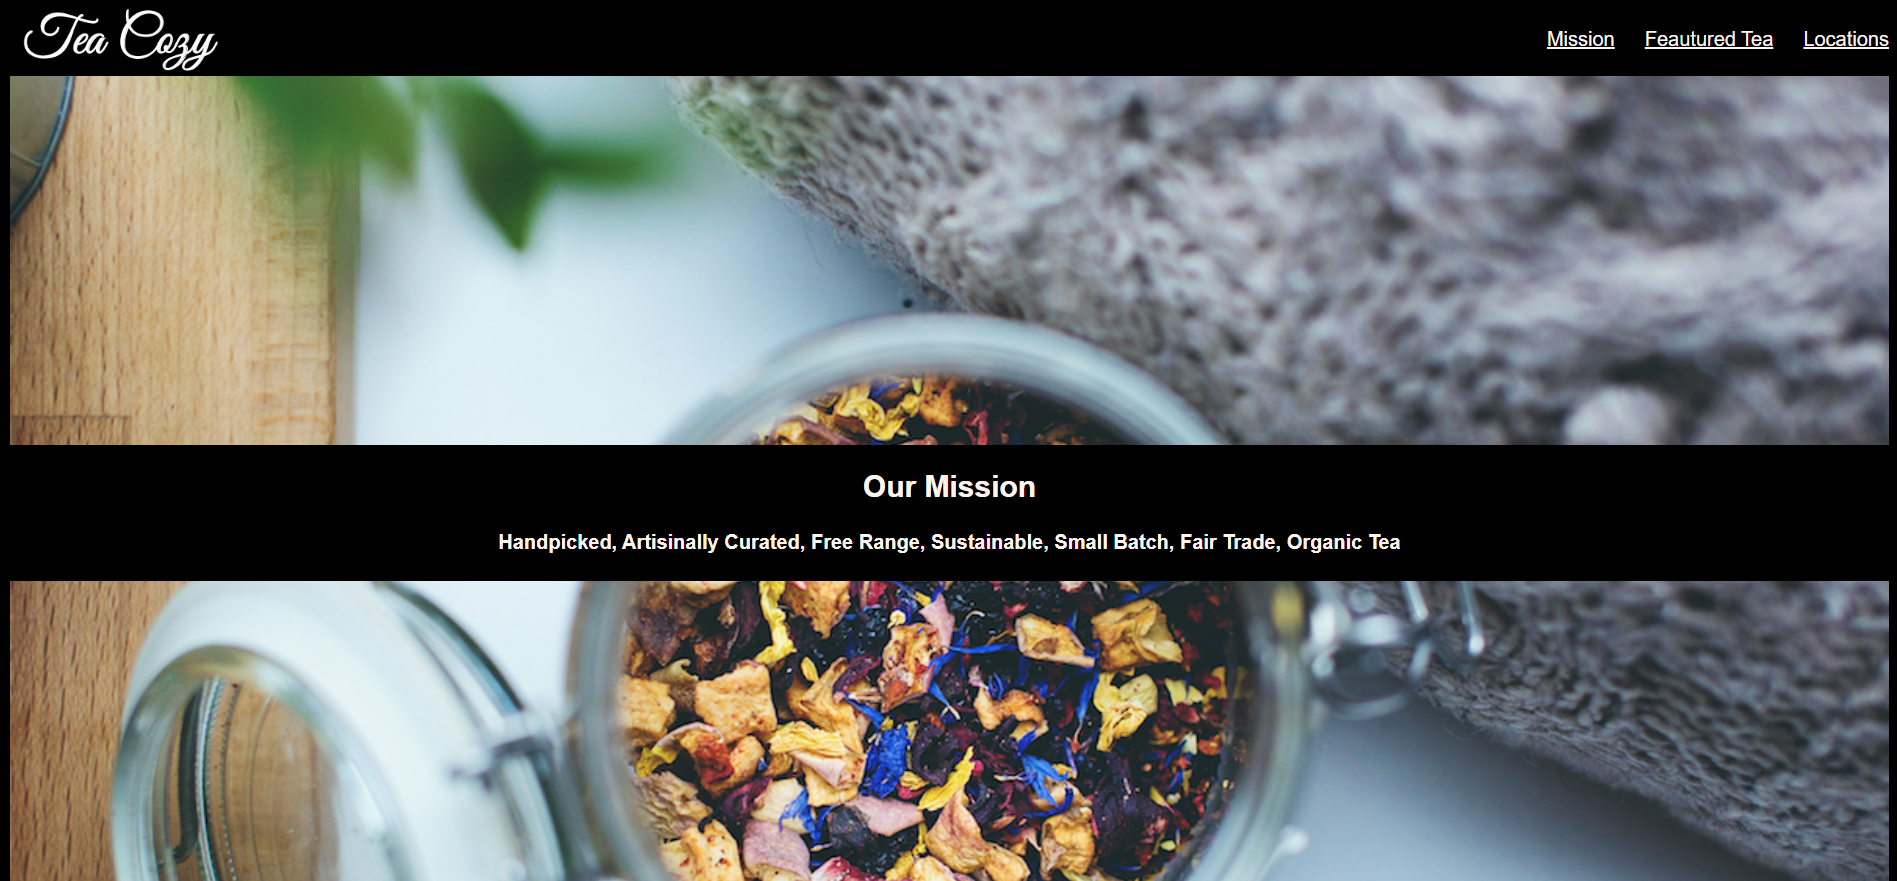 Tea Cozy
Mission
Feautured Tea
Locations
Our Mission
Handpicked, Artisinally Curated, Free Range, Sustainable, Small Batch, Fair Trade, Organic Tea